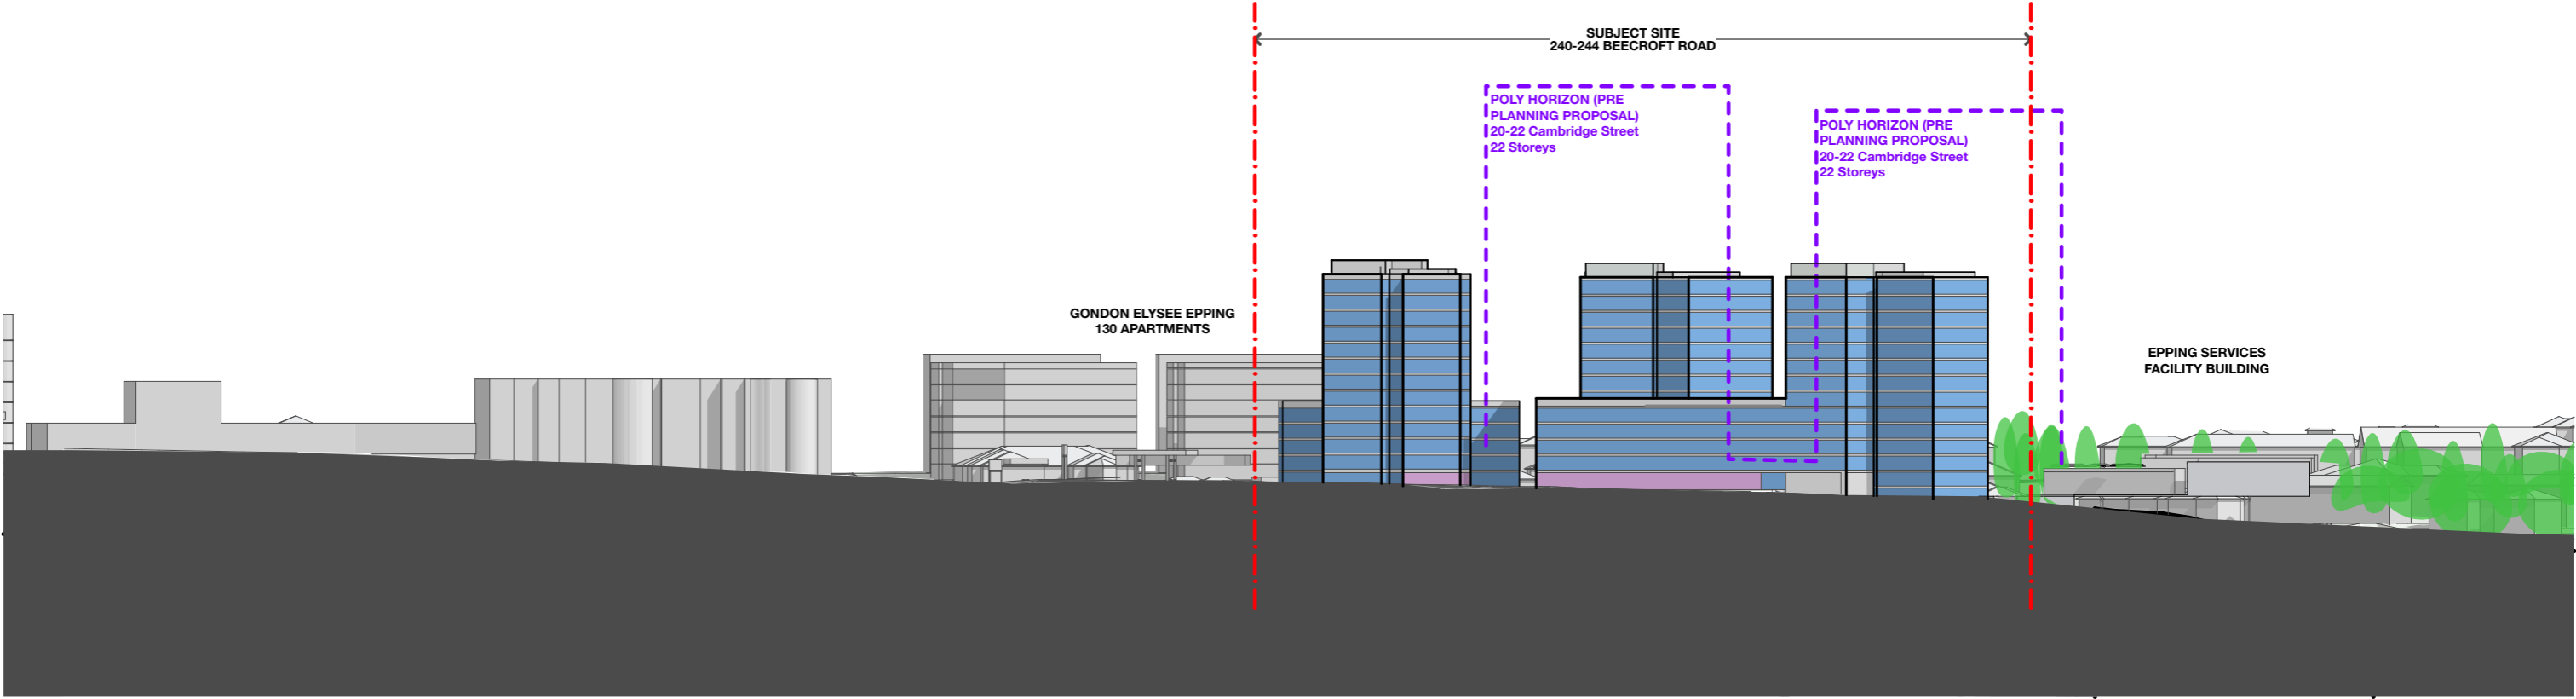 SUBJECT SITE
240-244 BEECROFT ROAD
POLY HORIZON (PRE
PLANNING PROPOSAL)
20-22 Cambridge Street
22 Storeys
POLY HORIZON (PRE
PLANNING PROPOSAL)
20-22 Cambridge Street
22 Storeys
GONDON ELYSEE EPPING
130 APARTMENTS
EPPING SERVICES
FACILITY BUILDING